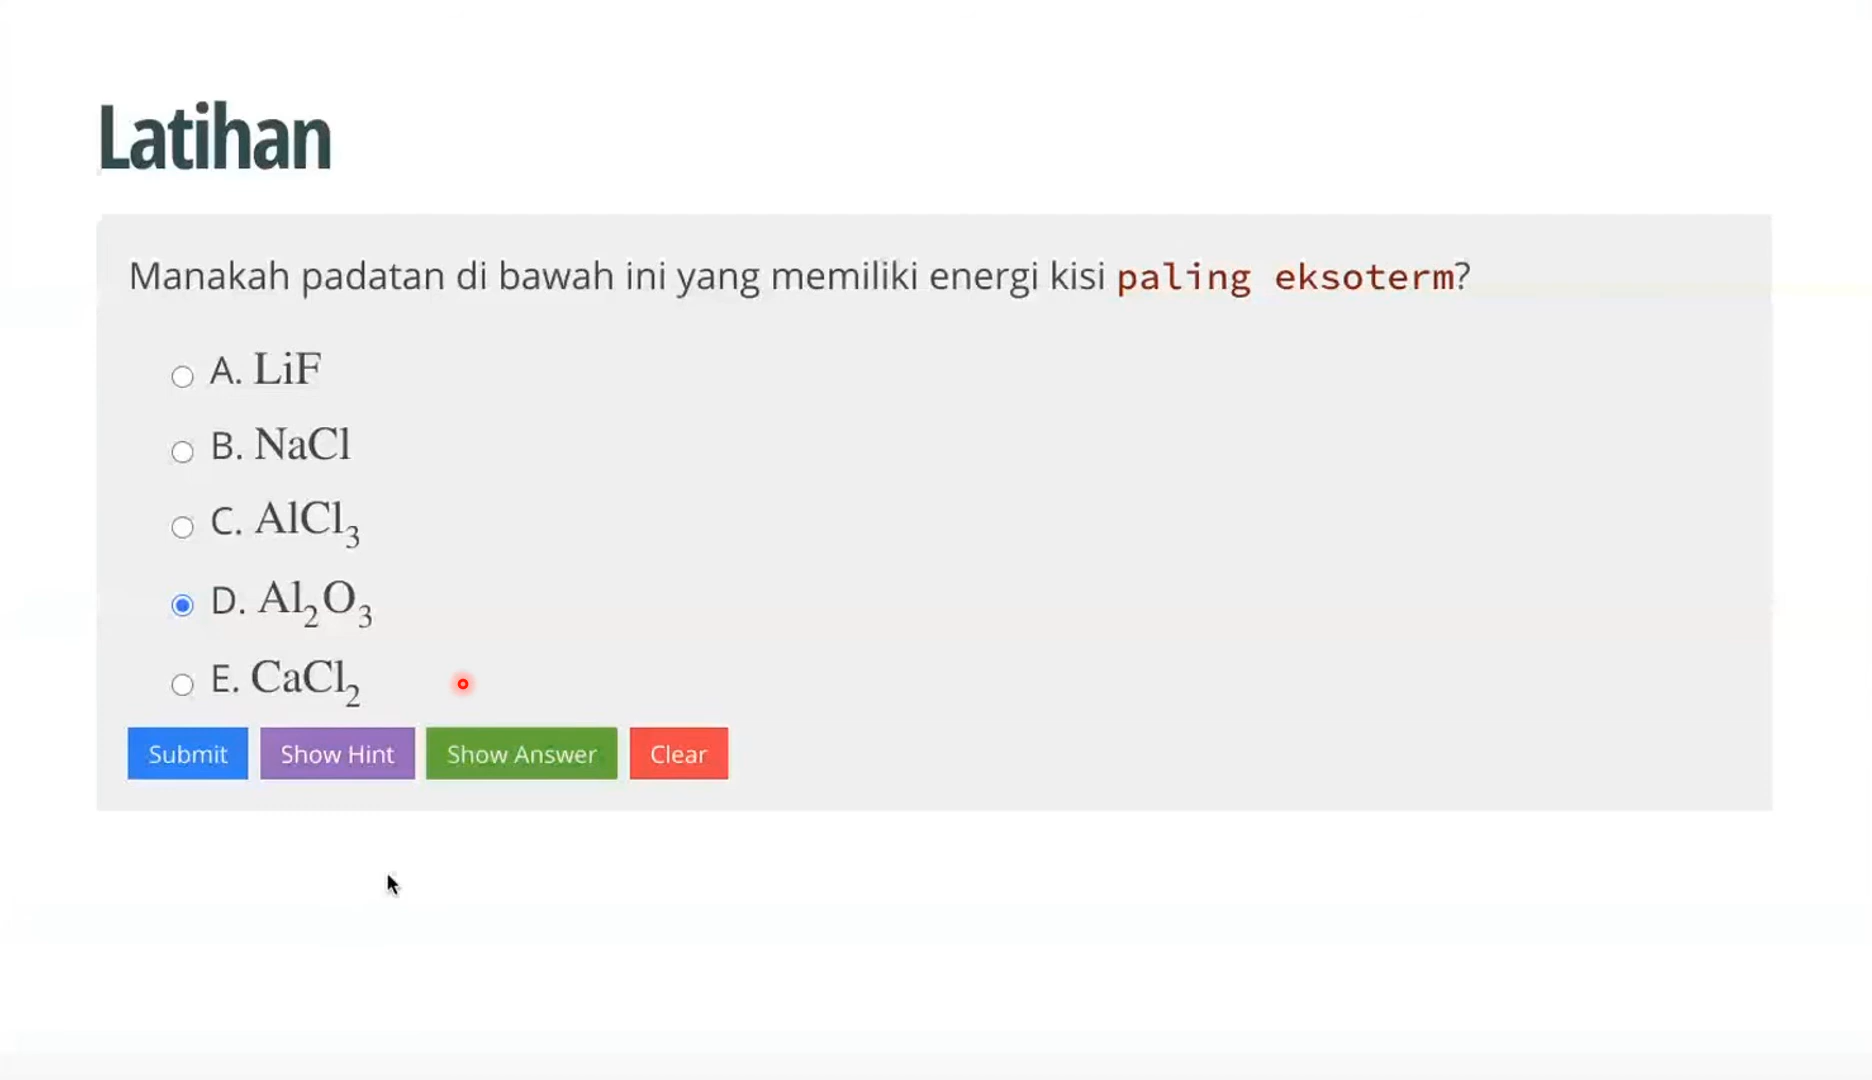 Latihan
Manakah padatan di bawah ini yang memiliki energi kisi paling eksoterm?
A. LiF
B. NaCl
C. AlCl₃
D. Al₂O₃
E. CaCl₂
Submit Show Hint Show Answer Clear